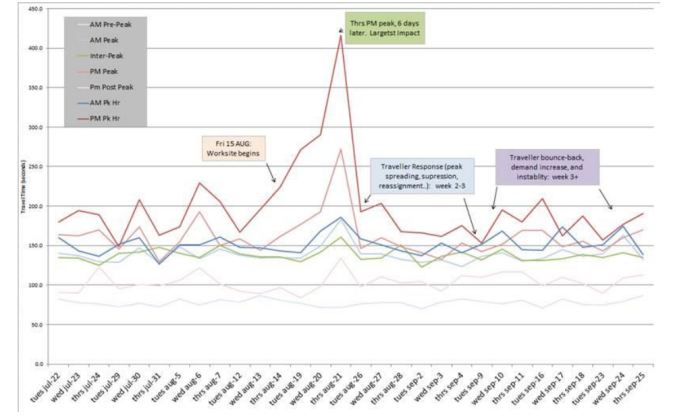 450.0
400.0
350.0
300.0
250.0
200.0
150.0
100.0
50.0
0.0
Travel Time (seconds)
AM Pre-Peak
AM Peak
Inter-Peak
PM Peak
Pm Post Peak
AM Pk Hr
PM Pk Hr
Thrs PM peak, 6 days
later. Largetst Impact
Fri 15 AUG:
Worksite begins
Traveller Response (peak
spreading, supression,
reassignment..): week 2-3
Traveller bounce-back,
demand increase, and
instablity: week 3+
tues jul-22
wed jul-23
thrs jul-24
tues jul-29
wed jul-30
thrs jul-31
tues aug-5
wed aug-6
thrs aug-7
tues aug-12
wed aug-13
thrs aug-14
tues aug-19
wed aug-20
thrs aug-21
tues aug-26
wed aug-27
thrs aug-28
tues sep-2
wed sep-3
thrs sep-4
tues sep-9
wed sep-10
thrs sep-11
tues sep-16
wed sep-17
thrs sep-18
tues sep-23
wed sep-24
thrs sep-25